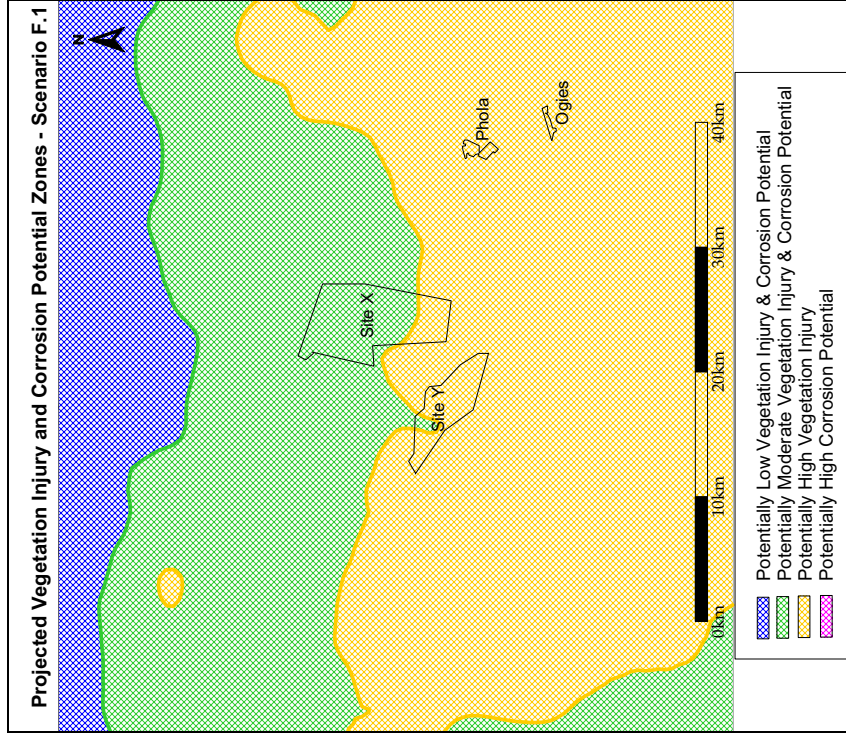 Projected Vegetation Injury and Corrosion Potential Zones - Scenario F.1
N
Site X
Site Y
Phola
Ogies
0km 10km 20km 30km 40km
Potentially Low Vegetation Injury & Corrosion Potential
Potentially Moderate Vegetation Injury & Corrosion Potential
Potentially High Vegetation Injury
Potentially High Corrosion Potential